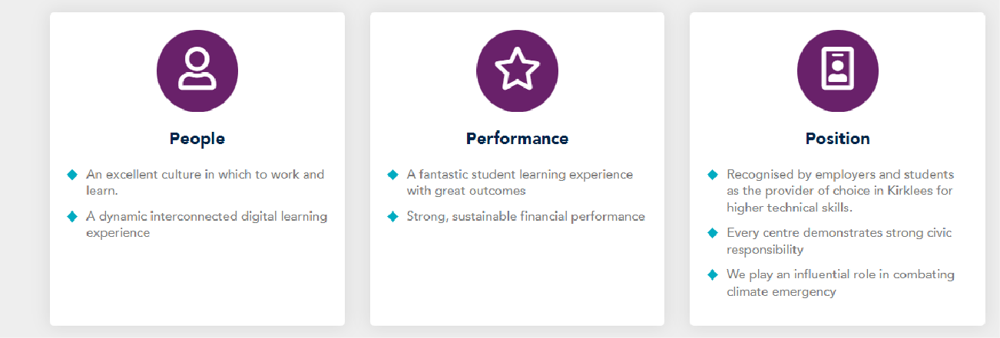 People
An excellent culture in which to work and
learn.
A dynamic interconnected digital learning
experience
Performance
A fantastic student learning experience
with great outcomes
Strong, sustainable financial performance
Position
Recognised by employers and students
as the provider of choice in Kirklees for
higher technical skills.
Every centre demonstrates strong civic
responsibility
We play an influential role in combating
climate emergency